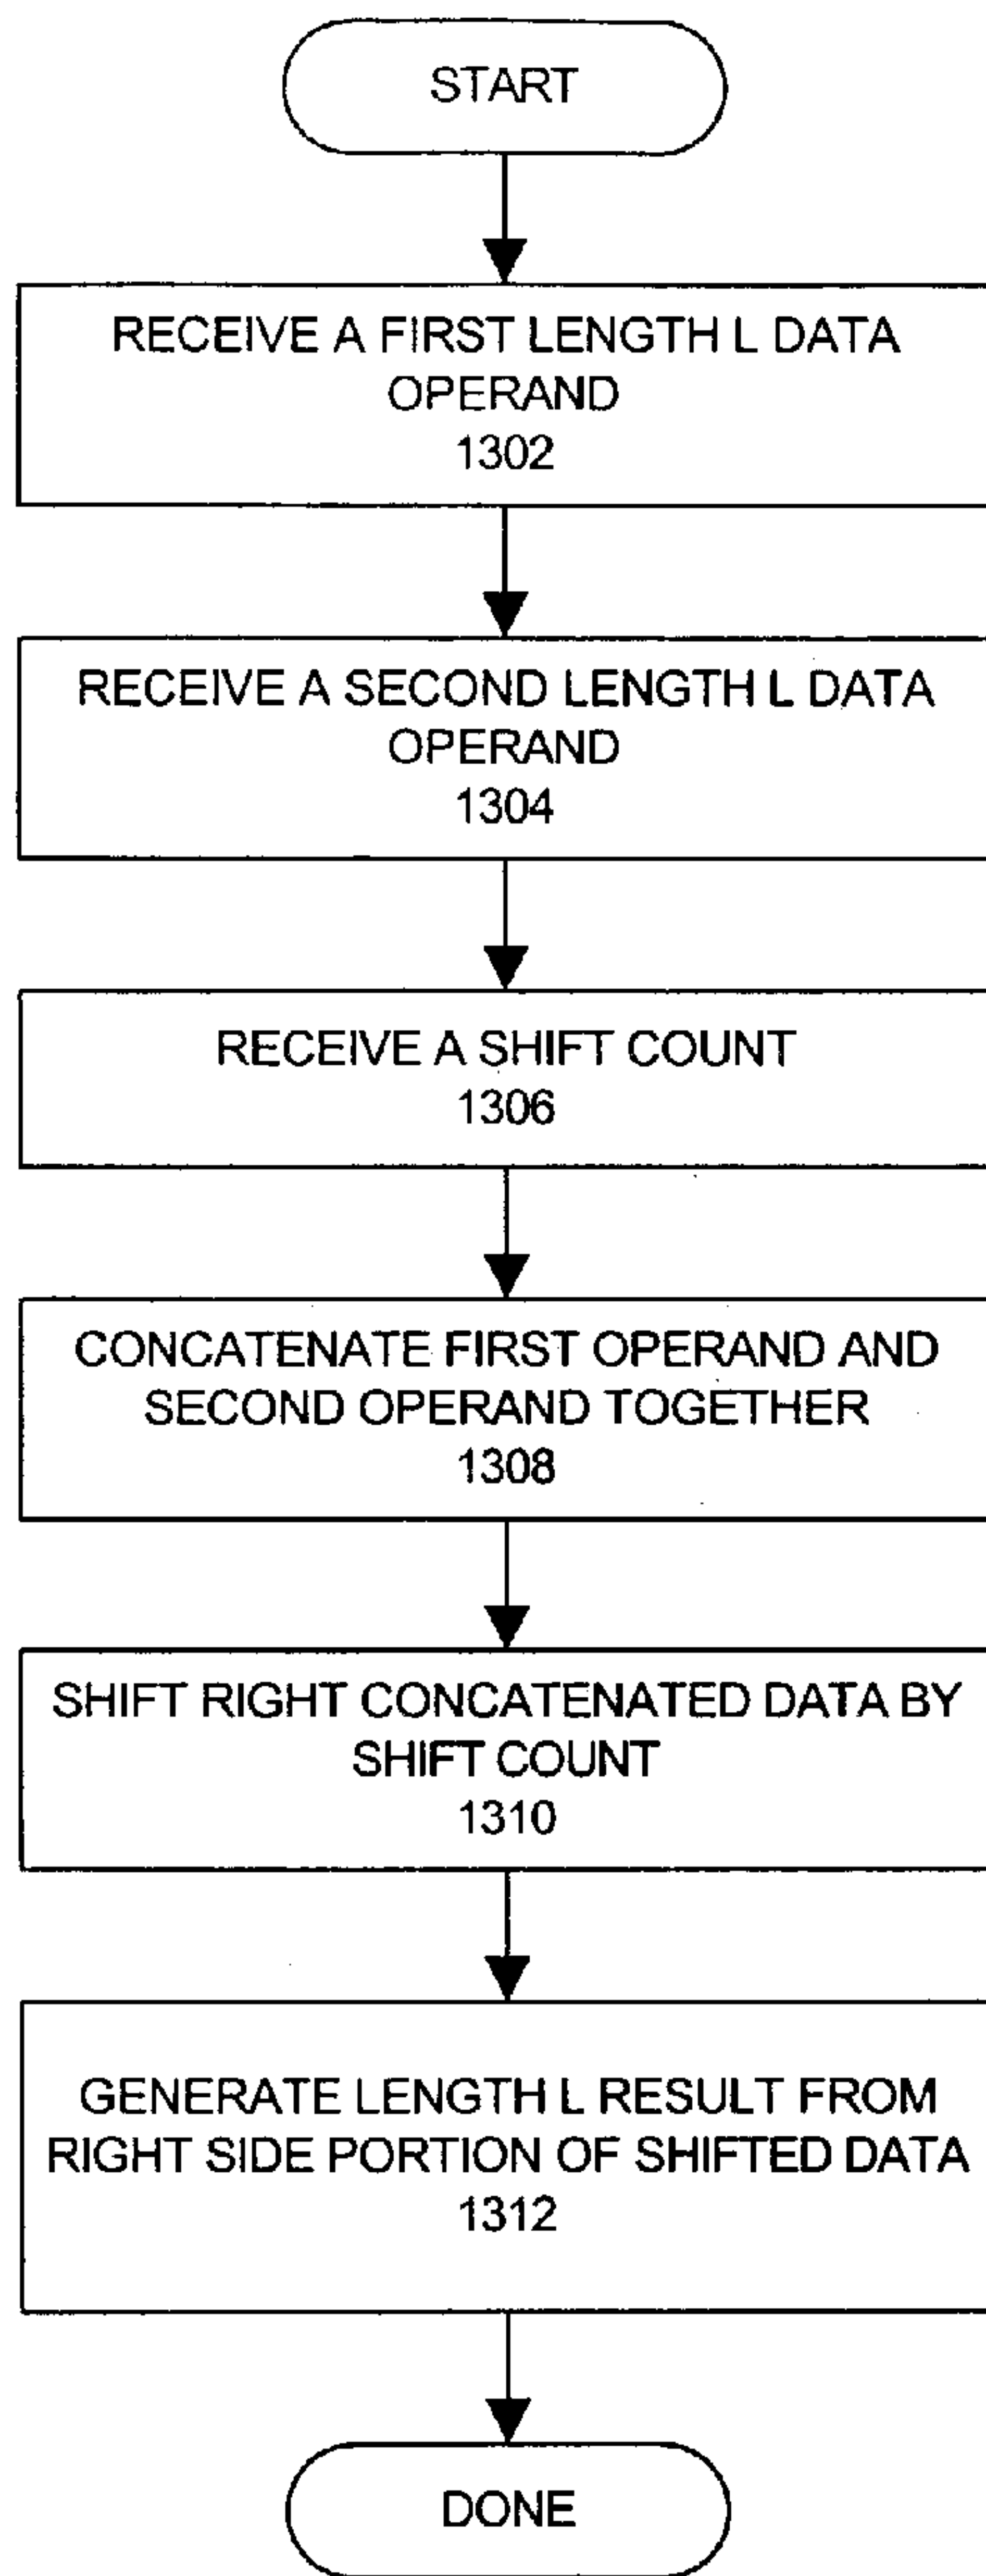 START
RECEIVE A FIRST LENGTH L DATA
OPERAND
1302
RECEIVE A SECOND LENGTH L DATA
OPERAND
1304
RECEIVE A SHIFT COUNT
1306
CONCATENATE FIRST OPERAND AND
SECOND OPERAND TOGETHER
1308
SHIFT RIGHT CONCATENATED DATA BY
SHIFT COUNT
1310
GENERATE LENGTH L RESULT FROM
RIGHT SIDE PORTION OF SHIFTED DATA
1312
DONE